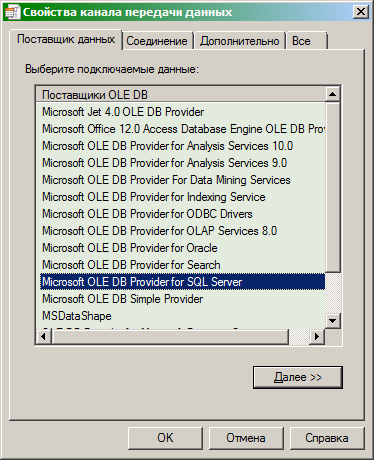 Свойства канала передачи данных
Поставщик данных Соединение Дополнительно Все
Выберите подключаемые данные:
Поставщики OLE DB
Microsoft Jet 4.0 OLE DB Provider
Microsoft Office 12.0 Access Database Engine OLE DB Pro
Microsoft OLE DB Provider for Analysis Services 10.0
Microsoft OLE DB Provider for Analysis Services 9.0
Microsoft OLE DB Provider For Data Mining Services
Microsoft OLE DB Provider for Indexing Service
Microsoft OLE DB Provider for ODBC Drivers
Microsoft OLE DB Provider for OLAP Services 8.0
Microsoft OLE DB Provider for Oracle
Microsoft OLE DB Provider for Search
Microsoft OLE DB Provider for SQL Server
Microsoft OLE DB Simple Provider
MSDataShape
Далее >>
OK Отмена Справка